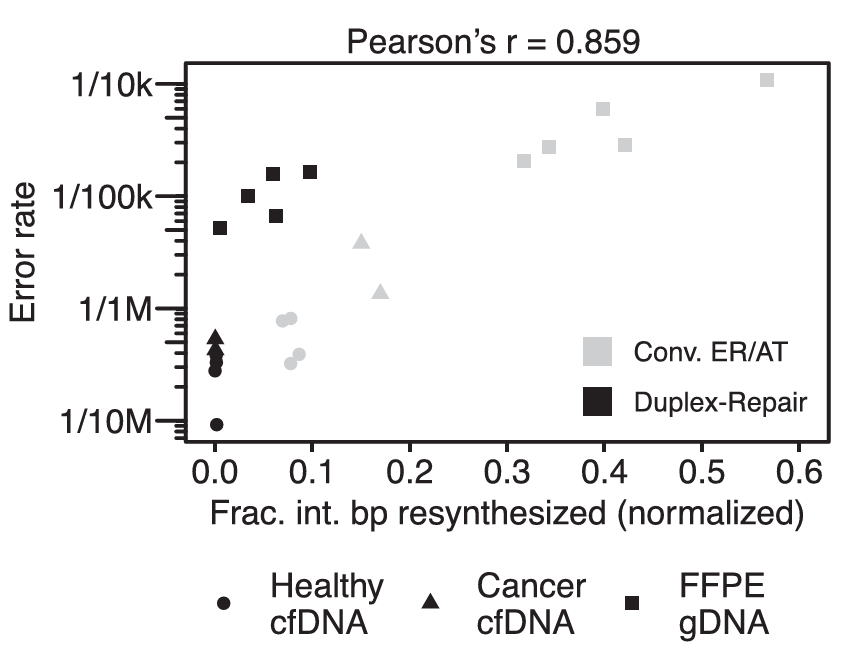 Pearson's r = 0.859
Error rate
1/10k
1/100k
1/1M
1/10M
Conv. ER/AT
Duplex-Repair
0.0 0.1 0.2 0.3 0.4 0.5 0.6
Frac. int. bp resynthesized (normalized)
Healthy cfDNA
Cancer cfDNA
FFPE gDNA